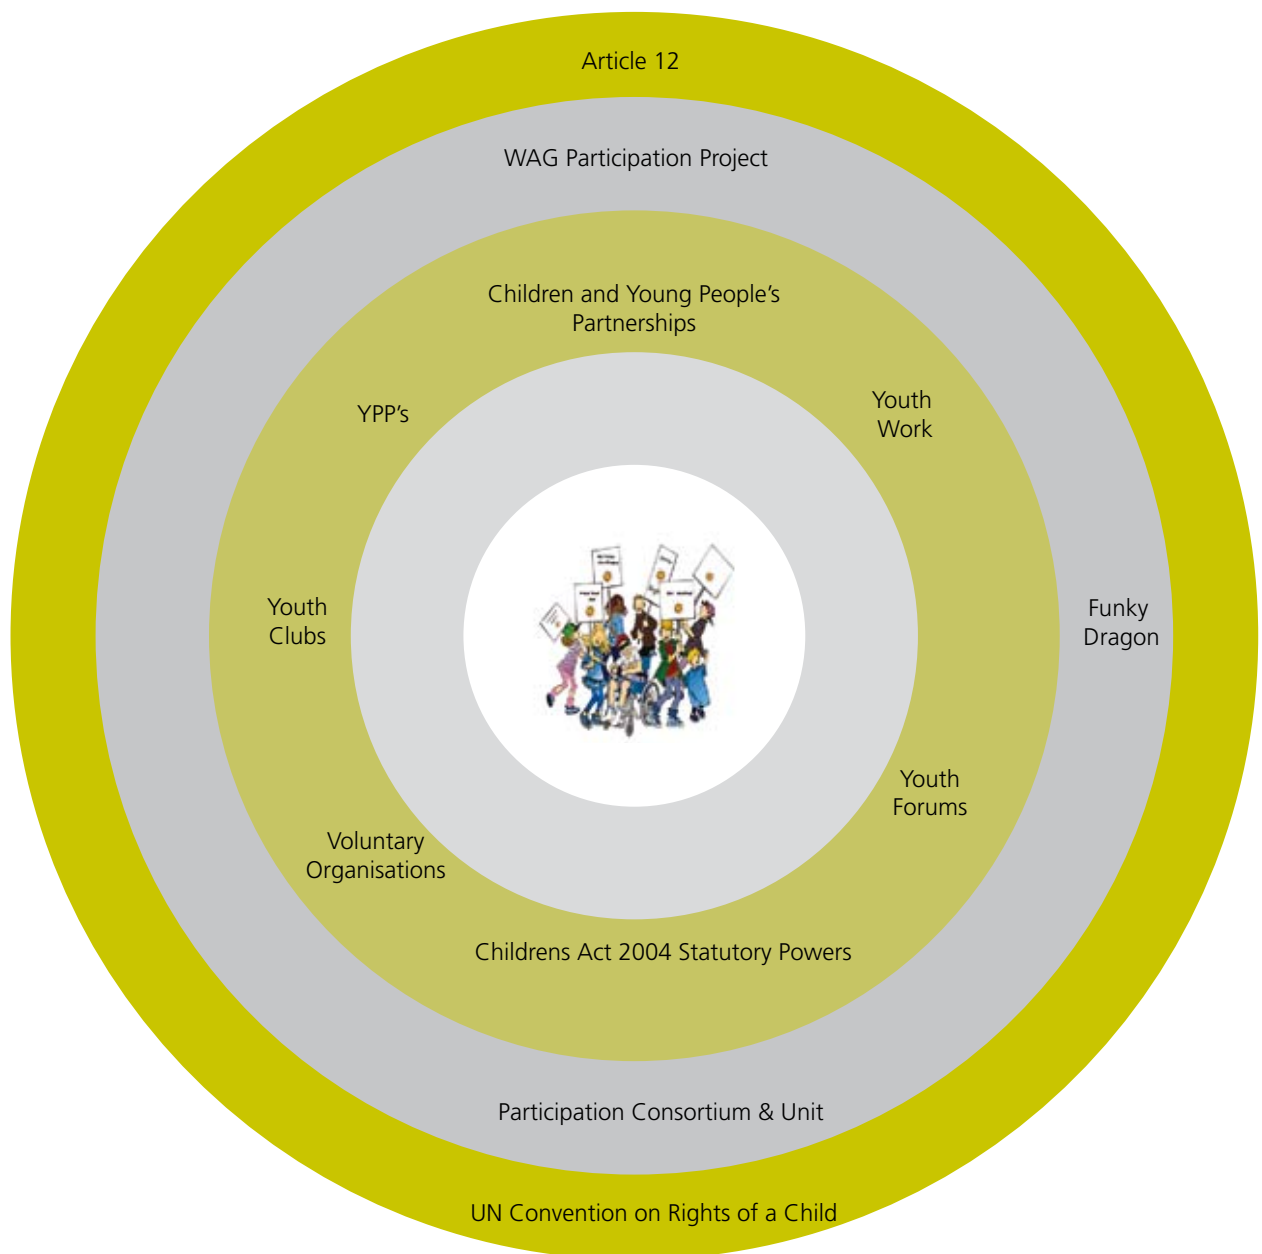 Article 12
WAG Participation Project
Children and Young People's
Partnerships
YPP's
Youth
Work
Youth
Clubs
Funky
Dragon
Youth
Forums
Voluntary
Organisations
Childrens Act 2004 Statutory Powers
Participation Consortium & Unit
UN Convention on Rights of a Child